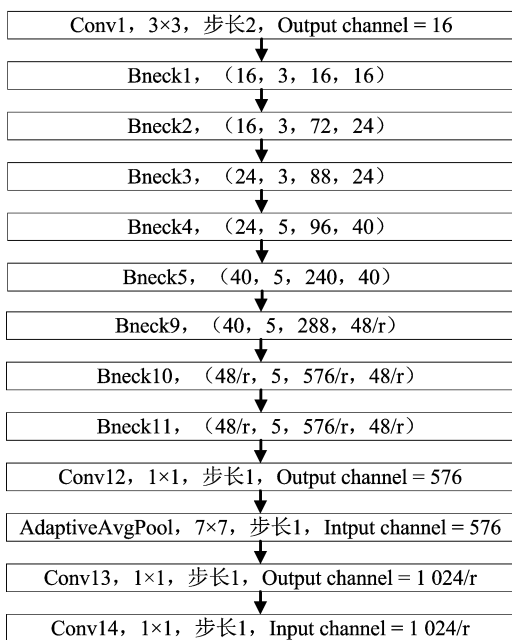 Conv1，3×3，步长2，Output channel = 16
Bneck1，（16，3，16，16）
Bneck2，（16，3，72，24）
Bneck3，（24，3，88，24）
Bneck4，（24，5，96，40）
Bneck5，（40，5，240，40）
Bneck9，（40，5，288，48/r）
Bneck10，（48/r，5，576/r，48/r）
Bneck11，（48/r，5，576/r，48/r）
Conv12，1×1，步长1，Output channel = 576
AdaptiveAvgPool，7×7，步长1，Intput channel = 576
Conv13，1×1，步长1，Output channel = 1 024/r
Conv14，1×1，步长1，Input channel = 1 024/r